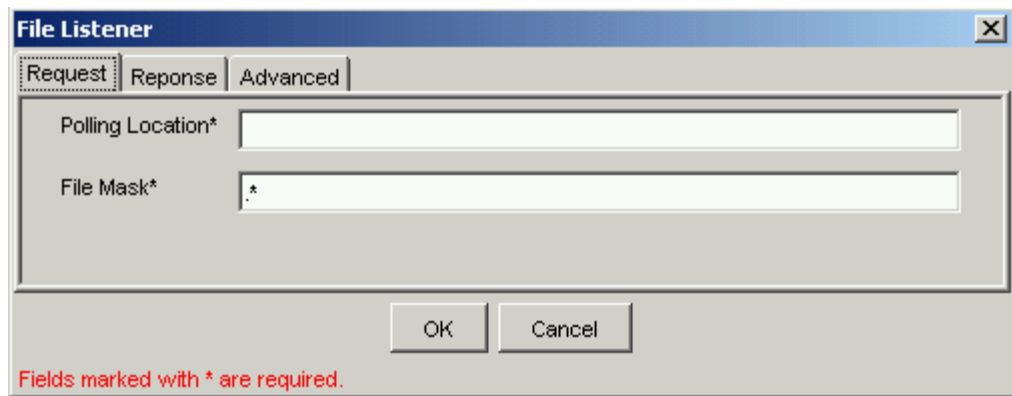 File Listener
Request Reponse Advanced
Polling Location*
File Mask* .*
OK Cancel
Fields marked with * are required.